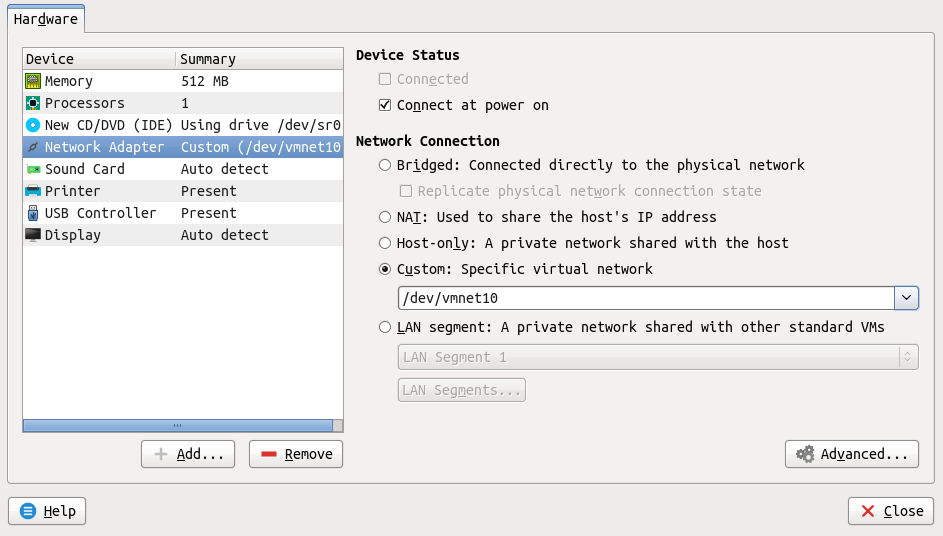 Hardware
Device Summary
Memory 512 MB
Processors 1
New CD/DVD (IDE) Using drive /dev/sr0
Network Adapter Custom (/dev/vmnet10
Sound Card Auto detect
Printer Present
USB Controller Present
Display Auto detect
Add...
Remove
Device Status
Connected
Connect at power on
Network Connection
Bridged: Connected directly to the physical network
Replicate physical network connection state
NAT: Used to share the host's IP address
Host-only: A private network shared with the host
Custom: Specific virtual network
/dev/vmnet10
LAN segment: A private network shared with other standard VMs
LAN Segment 1
LAN Segments...
Advanced...
Help
Close